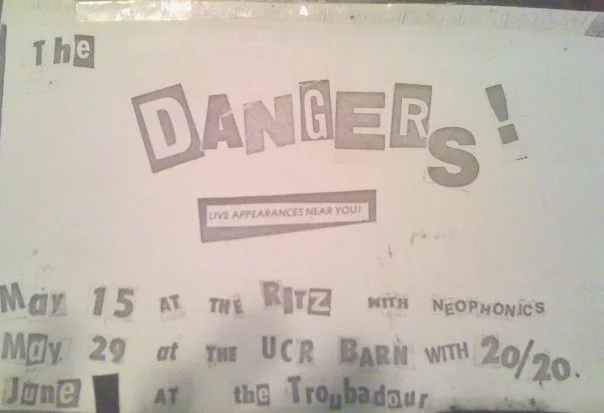 The
DANGERS!
LIVE APPEARANCES NEAR YOU!
May 15 AT THE RITZ WITH NEOPHONICS
M@y 29 at THE UCR BARN WITH 20/20.
June AT the Troubadour